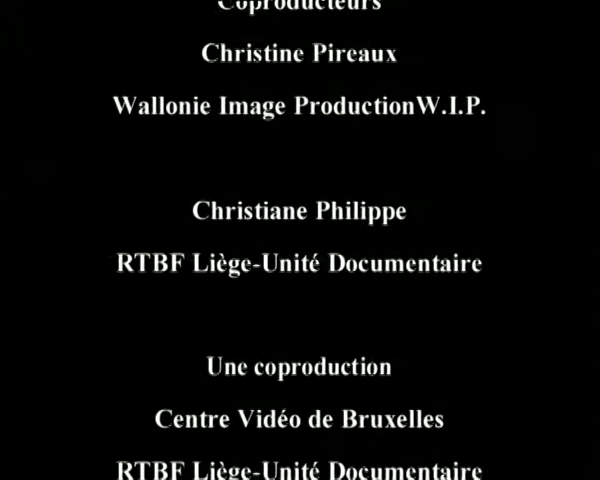 Coproducteurs
Christine Pireaux
Wallonie Image ProductionW.I.P.
Christiane Philippe
RTBF Liège-Unité Documentaire
Une coproduction
Centre Vidéo de Bruxelles
RTBF Liège-Unité Documentaire